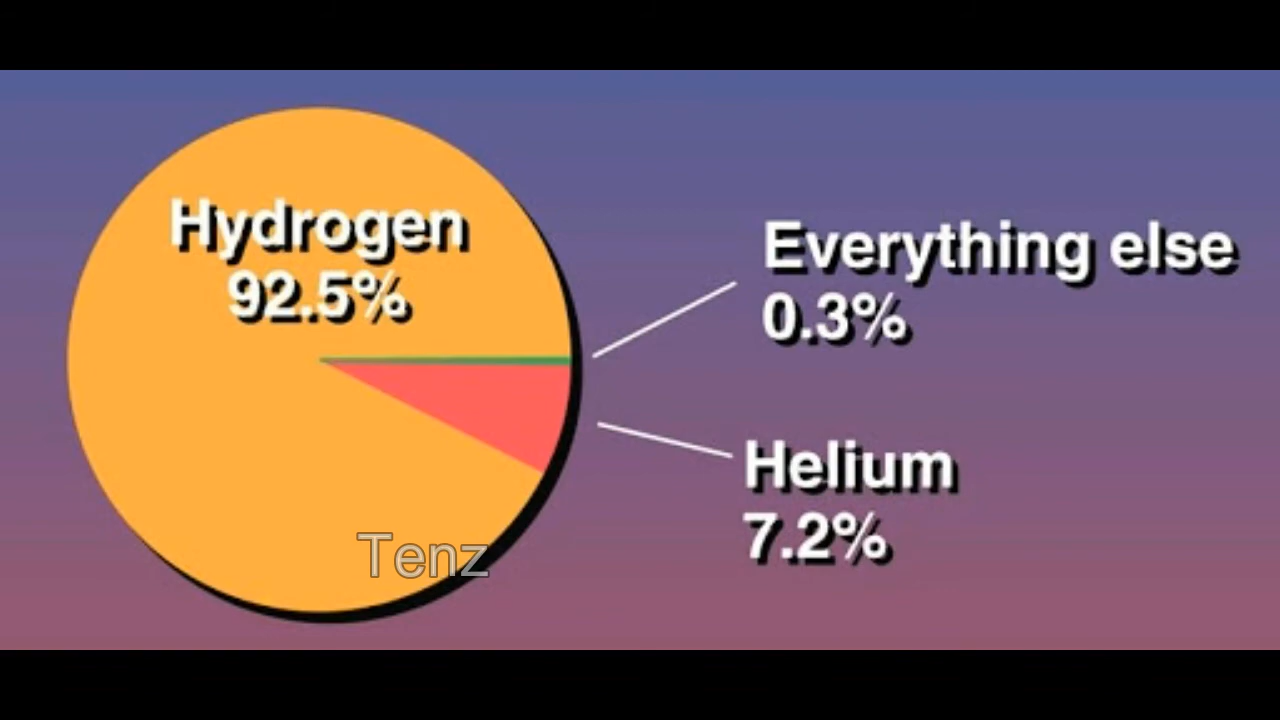 Hydrogen
92.5%
Everything else
0.3%
Helium
7.2%
Tenz